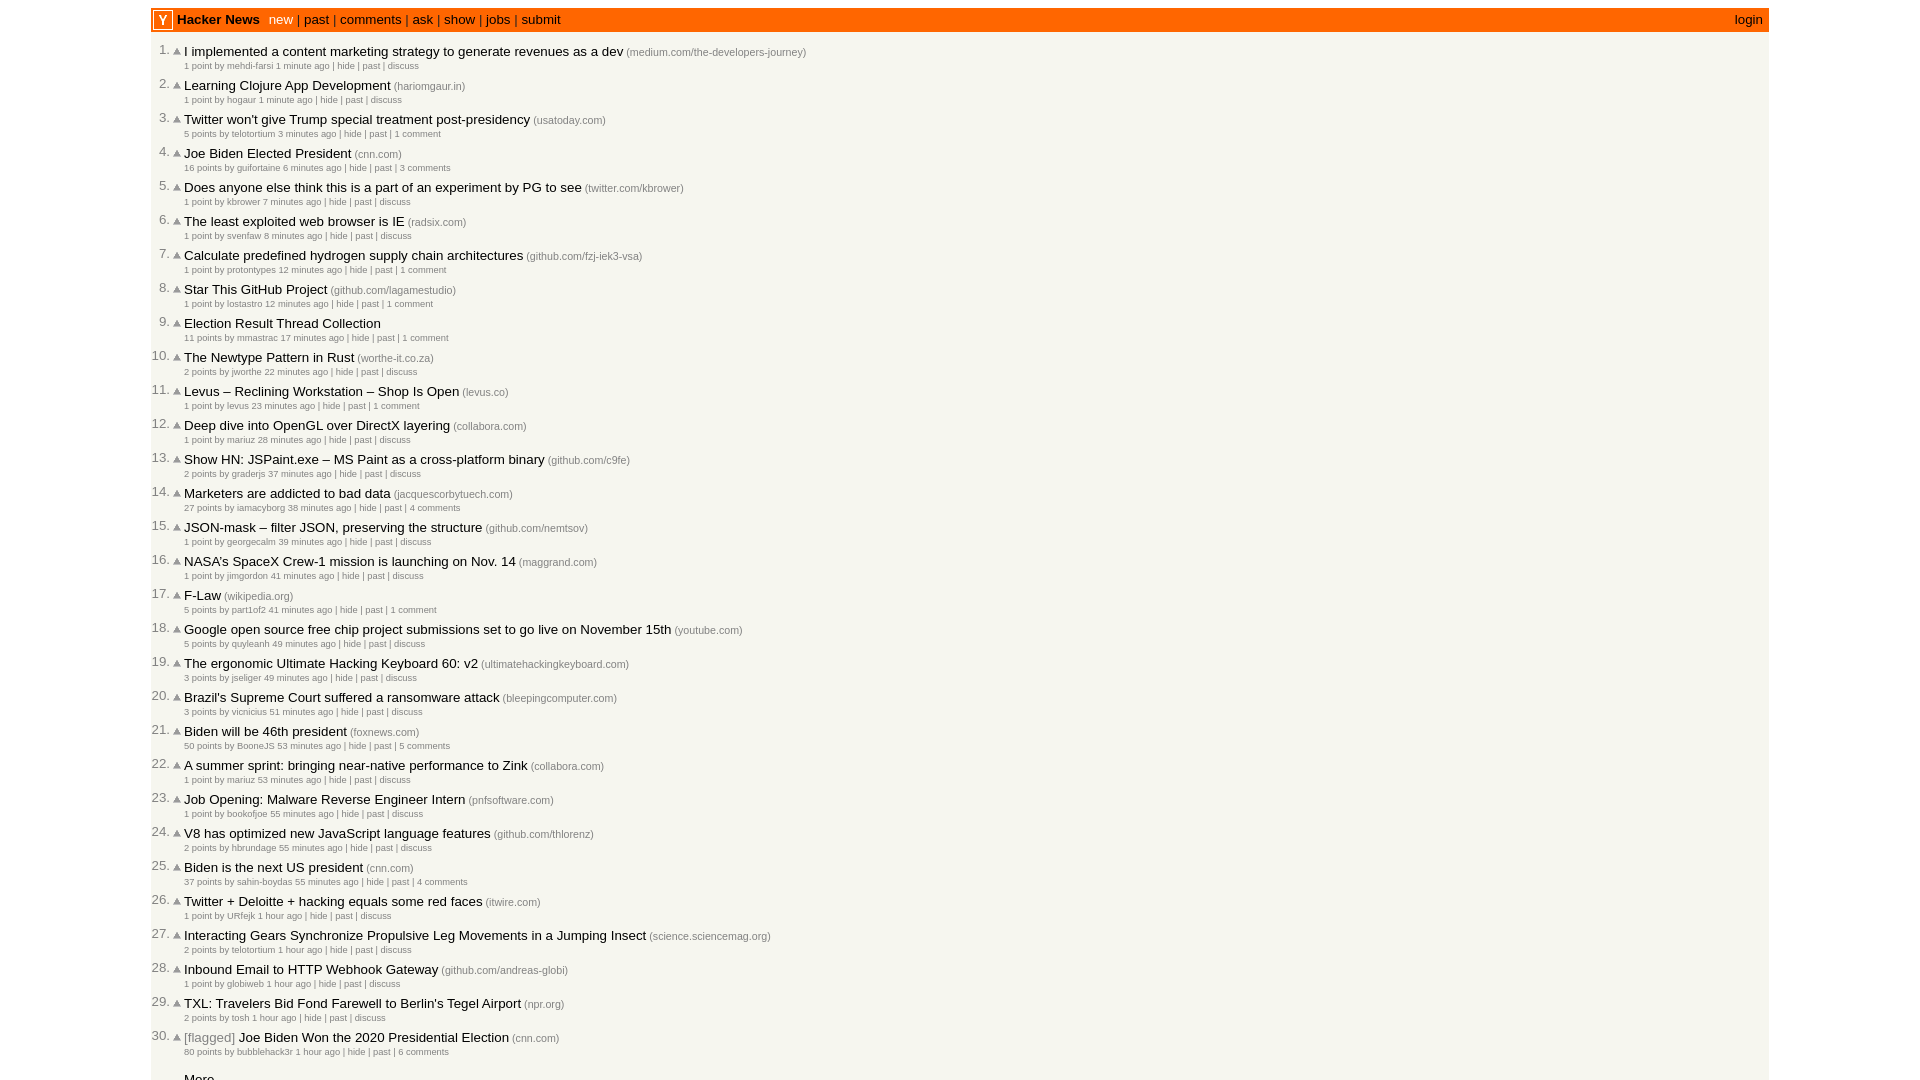 Y Hacker News new | past | comments | ask | show | jobs | submit login
1. I implemented a content marketing strategy to generate revenues as a dev (medium.com/the-developers-journey)
1 point by mehdi-farsi 1 minute ago | hide | past | discuss
2. Learning Clojure App Development (hariomgaur.in)
1 point by hogaur 1 minute ago | hide | past | discuss
3. Twitter won't give Trump special treatment post-presidency (usatoday.com)
5 points by telotortium 3 minutes ago | hide | past | 1 comment
4. Joe Biden Elected President (cnn.com)
16 points by guifortaine 6 minutes ago | hide | past | 3 comments
5. Does anyone else think this is a part of an experiment by PG to see (twitter.com/kbrower)
1 point by kbrower 7 minutes ago | hide | past | discuss
6. The least exploited web browser is IE (radsix.com)
1 point by svenfaw 8 minutes ago | hide | past | discuss
7. Calculate predefined hydrogen supply chain architectures (github.com/fzj-iek3-vsa)
1 point by protontypes 12 minutes ago | hide | past | 1 comment
8. Star This GitHub Project (github.com/lagamestudio)
1 point by lostastro 12 minutes ago | hide | past | 1 comment
9. Election Result Thread Collection
11 points by mmastrac 17 minutes ago | hide | past | 1 comment
10. The Newtype Pattern in Rust (worthe-it.co.za)
2 points by jworthe 22 minutes ago | hide | past | discuss
11. Levus – Reclining Workstation – Shop Is Open (levus.co)
1 point by levus 23 minutes ago | hide | past | 1 comment
12. Deep dive into OpenGL over DirectX layering (collabora.com)
1 point by mariuz 28 minutes ago | hide | past | discuss
13. Show HN: JSPaint.exe – MS Paint as a cross-platform binary (github.com/c9fe)
2 points by graderjs 37 minutes ago | hide | past | discuss
14. Marketers are addicted to bad data (jacquescorbytuech.com)
27 points by iamacyborg 38 minutes ago | hide | past | 4 comments
15. JSON-mask – filter JSON, preserving the structure (github.com/nemtsov)
1 point by georgecalm 39 minutes ago | hide | past | discuss
16. NASA's SpaceX Crew-1 mission is launching on Nov. 14 (maggrand.com)
1 point by jimgordon 41 minutes ago | hide | past | discuss
17. F-Law (wikipedia.org)
5 points by part1of2 41 minutes ago | hide | past | 1 comment
18. Google open source free chip project submissions set to go live on November 15th (youtube.com)
5 points by quyleanh 49 minutes ago | hide | past | discuss
19. The ergonomic Ultimate Hacking Keyboard 60: v2 (ultimatehackingkeyboard.com)
3 points by jseliger 49 minutes ago | hide | past | discuss
20. Brazil's Supreme Court suffered a ransomware attack (bleepingcomputer.com)
3 points by vicnicius 51 minutes ago | hide | past | discuss
21. Biden will be 46th president (foxnews.com)
50 points by BooneJS 53 minutes ago | hide | past | 5 comments
22. A summer sprint: bringing near-native performance to Zink (collabora.com)
1 point by mariuz 53 minutes ago | hide | past | discuss
23. Job Opening: Malware Reverse Engineer Intern (pnfsoftware.com)
1 point by bookofjoe 55 minutes ago | hide | past | discuss
24. V8 has optimized new JavaScript language features (github.com/thlorenz)
2 points by hbrundage 55 minutes ago | hide | past | discuss
25. Biden is the next US president (cnn.com)
37 points by sahin-boydas 55 minutes ago | hide | past | 4 comments
26. Twitter + Deloitte + hacking equals some red faces (itwire.com)
1 point by URfejk 1 hour ago | hide | past | discuss
27. Interacting Gears Synchronize Propulsive Leg Movements in a Jumping Insect (science.sciencemag.org)
2 points by telotortium 1 hour ago | hide | past | discuss
28. Inbound Email to HTTP Webhook Gateway (github.com/andreas-globi)
1 point by globiweb 1 hour ago | hide | past | discuss
29. TXL: Travelers Bid Fond Farewell to Berlin's Tegel Airport (npr.org)
2 points by tosh 1 hour ago | hide | past | discuss
30. [flagged] Joe Biden Won the 2020 Presidential Election (cnn.com)
80 points by bubblehack3r 1 hour ago | hide | past | 6 comments
More